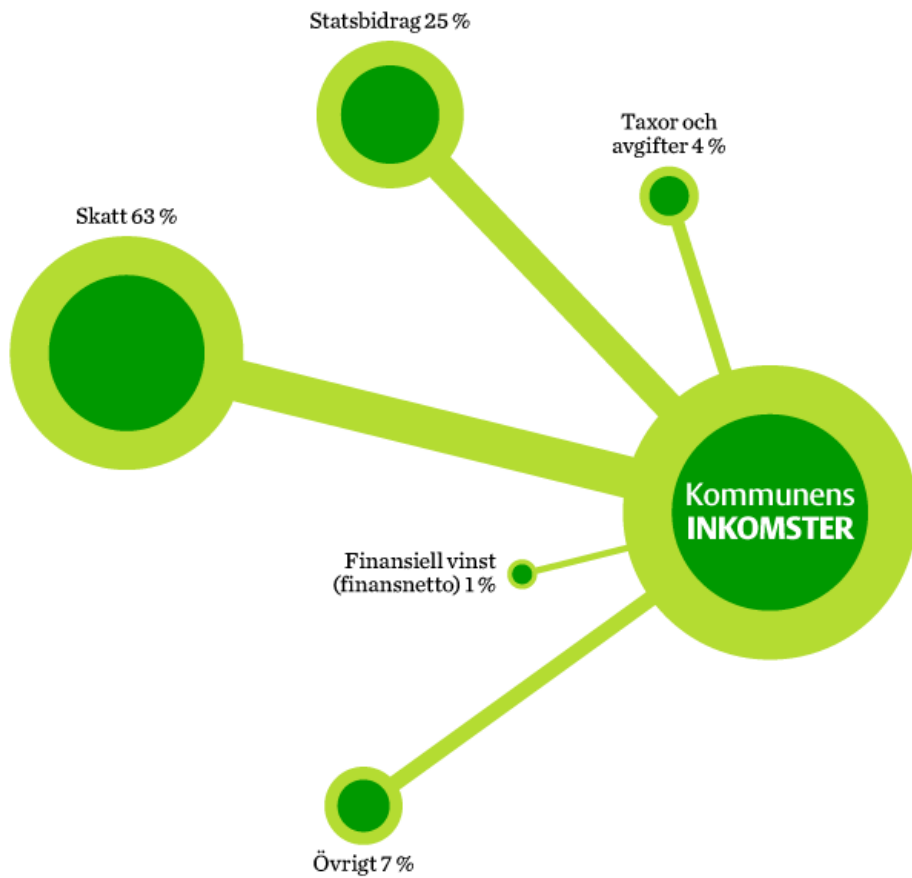 Statsbidrag 25 %
Taxor och
avgifter 4 %
Skatt 63 %
Kommunens
INKOMSTER
Finansiell vinst
(finansnetto) 1 %
Övrigt 7 %